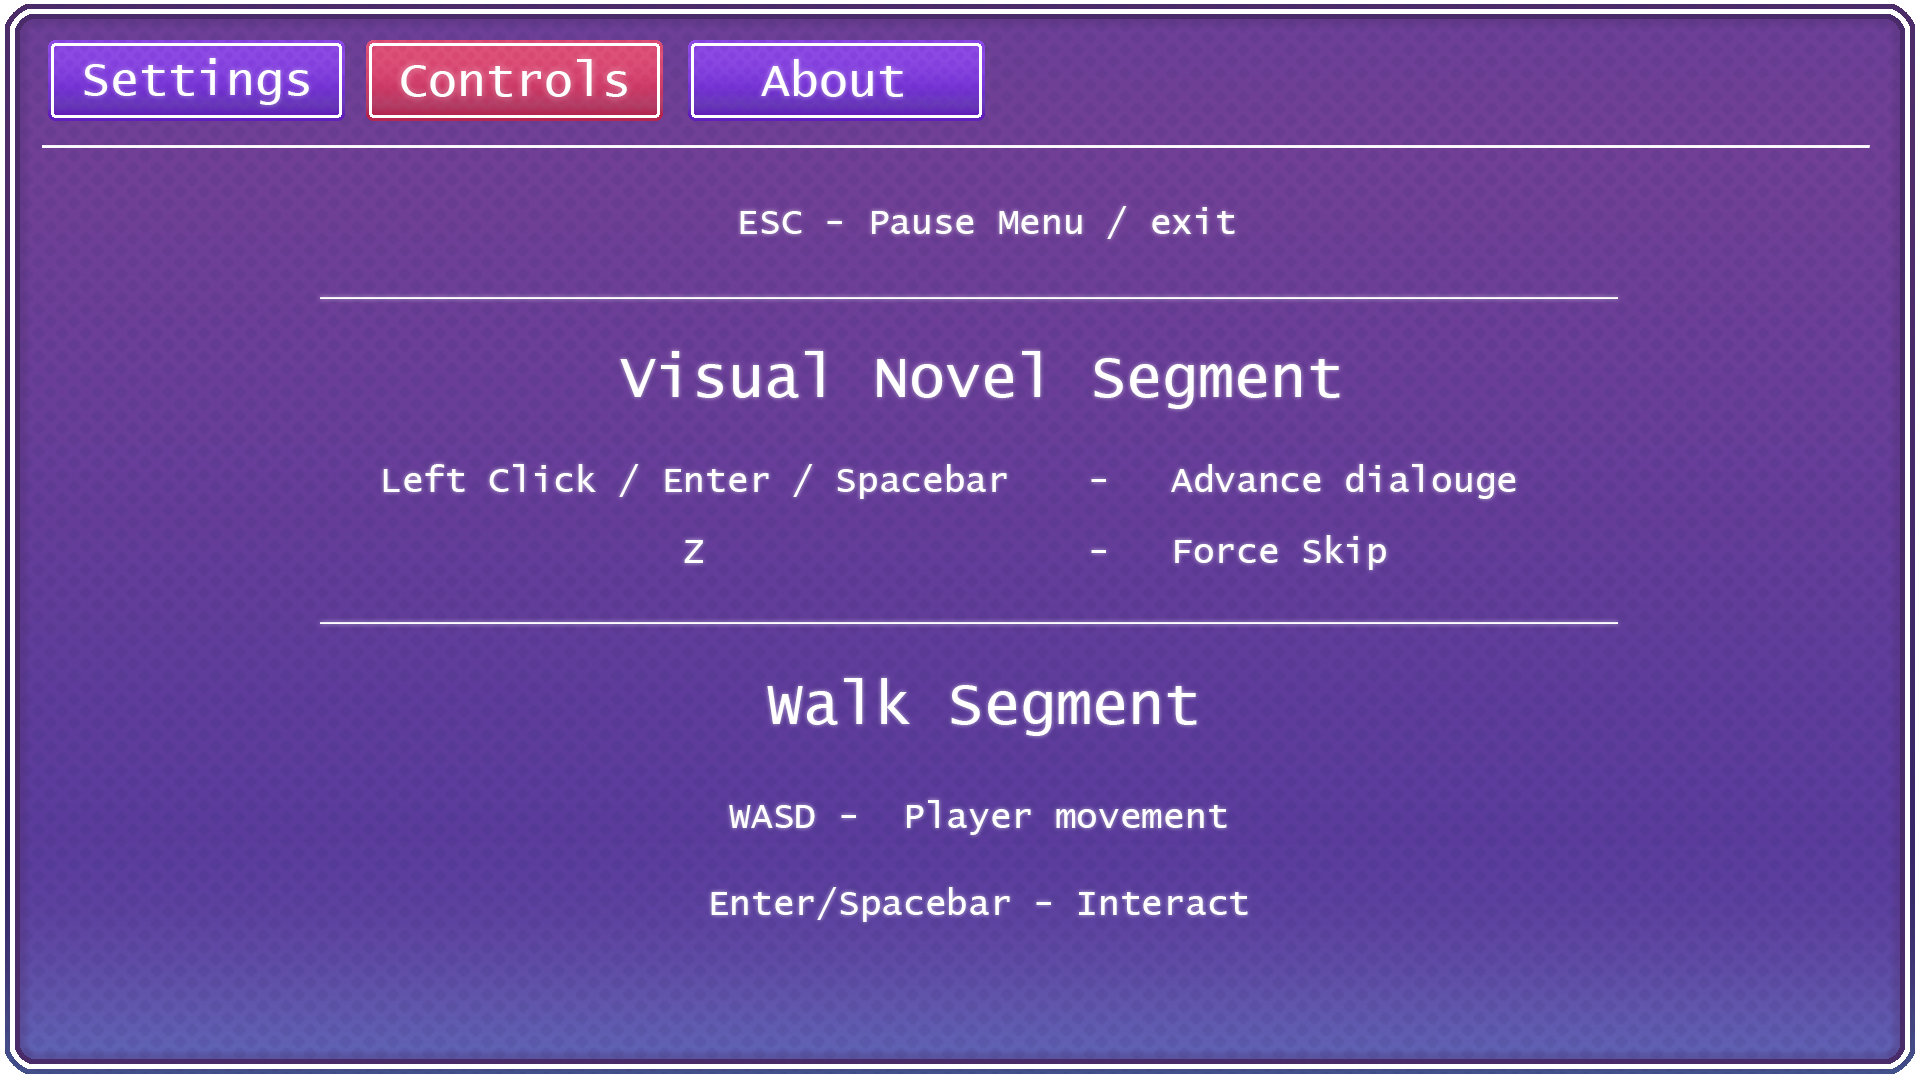 Settings Controls About
ESC - Pause Menu / exit
Visual Novel Segment
Left Click / Enter / Spacebar - Advance dialouge
Z - Force Skip
Walk Segment
WASD - Player movement
Enter/Spacebar - Interact